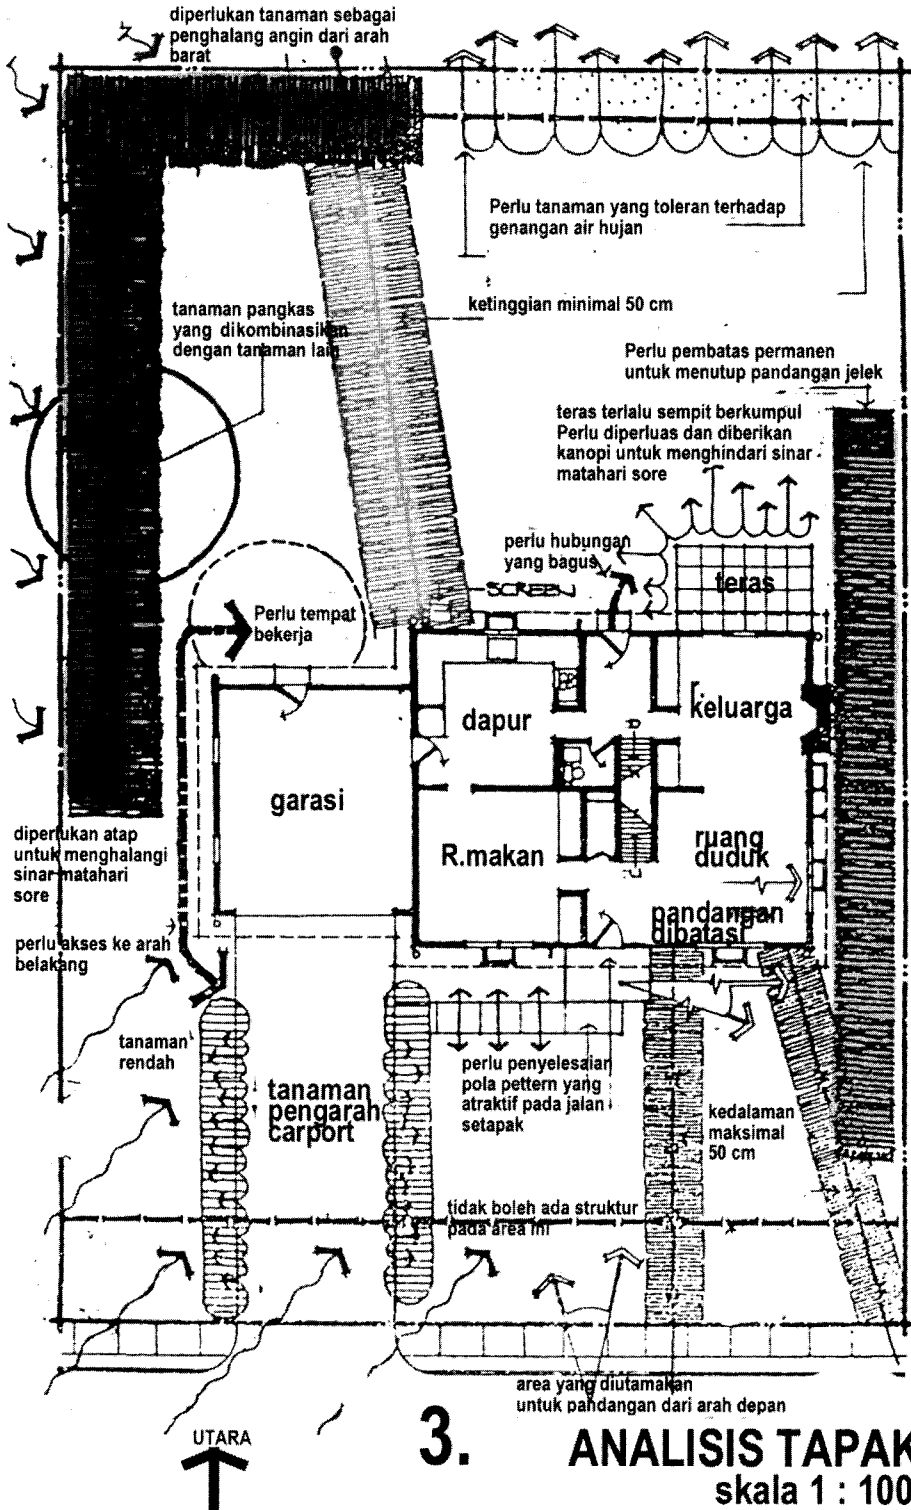 diperlukan tanaman sebagai
penghalang angin dari arah
barat
Perlu tanaman yang toleran terhadap
genangan air hujan
tanaman pangkas
yang dikombinasikan
dengan tanaman lain
ketinggian minimal 50 cm
Perlu pembatas permanen
untuk menutup pandangan jelek
teras terlalu sempit berkumpul
Perlu diperluas dan diberikan
kanopi untuk menghindari sinar
matahari sore
perlu hubungan
yang bagus
SCREEN
teras
Perlu tempat
bekerja
dapur
keluarga
garasi
R.makan
ruang
duduk
pandangan
dibatasi
diperlukan atap
untuk menghalangi
sinar matahari
sore
perlu akses ke arah
belakang
tanaman
rendah
tanaman
pengarah
carport
perlu penyelesaian
pola pettern yang
atraktif pada jalan
setapak
kedalaman
maksimal
50 cm
tidak boleh ada struktur
pada area ini
area yang diutamakan
untuk pandangan dari arah depan
UTARA
3. ANALISIS TAPAK
skala 1 : 100